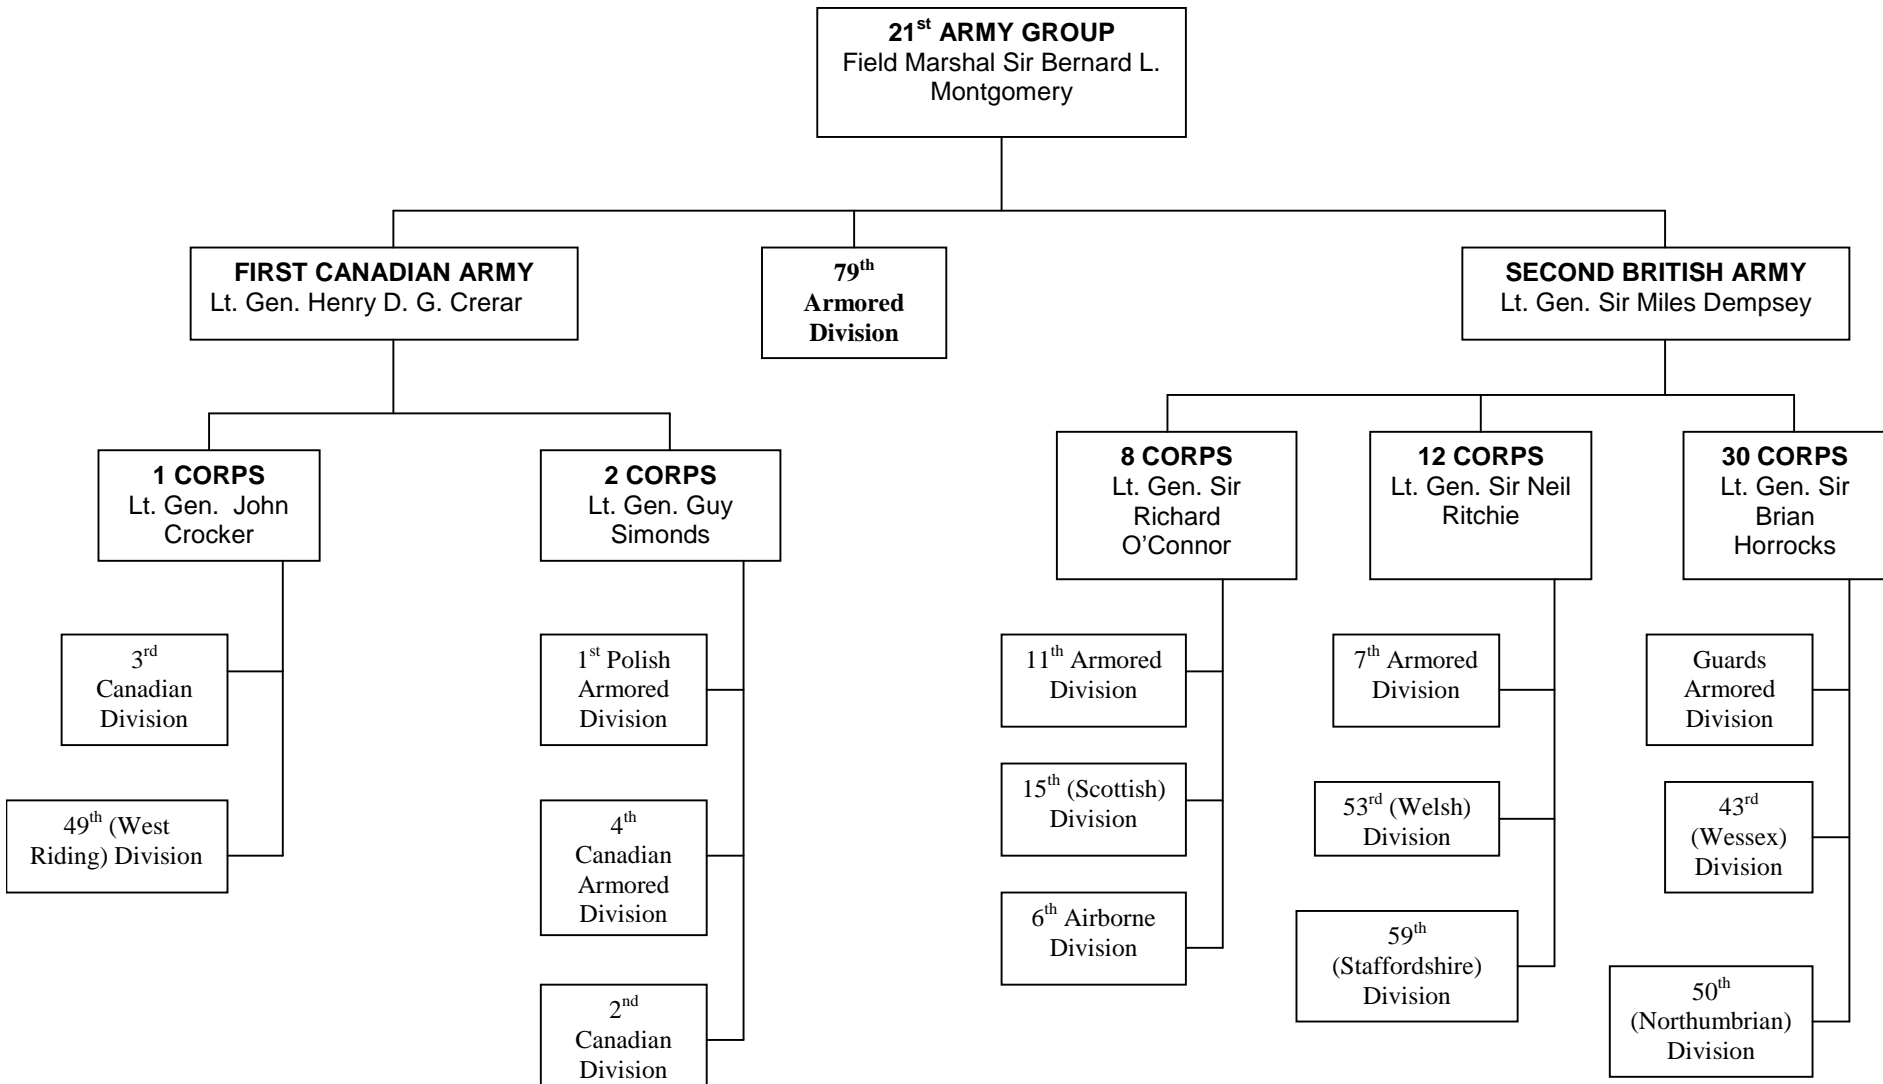 21st ARMY GROUP
Field Marshal Sir Bernard L.
Montgomery
FIRST CANADIAN ARMY
Lt. Gen. Henry D. G. Crerar
79th
Armored
Division
SECOND BRITISH ARMY
Lt. Gen. Sir Miles Dempsey
1 CORPS
Lt. Gen. John
Crocker
2 CORPS
Lt. Gen. Guy
Simonds
8 CORPS
Lt. Gen. Sir
Richard
O'Connor
12 CORPS
Lt. Gen. Sir Neil
Ritchie
30 CORPS
Lt. Gen. Sir
Brian
Horrocks
3rd
Canadian
Division
49th (West
Riding) Division
1st Polish
Armored
Division
4th
Canadian
Armored
Division
2nd
Canadian
Division
11th Armored
Division
15th (Scottish)
Division
6th Airborne
Division
7th Armored
Division
53rd (Welsh)
Division
59th
(Staffordshire)
Division
Guards
Armored
Division
43rd
(Wessex)
Division
50th
(Northumbrian)
Division